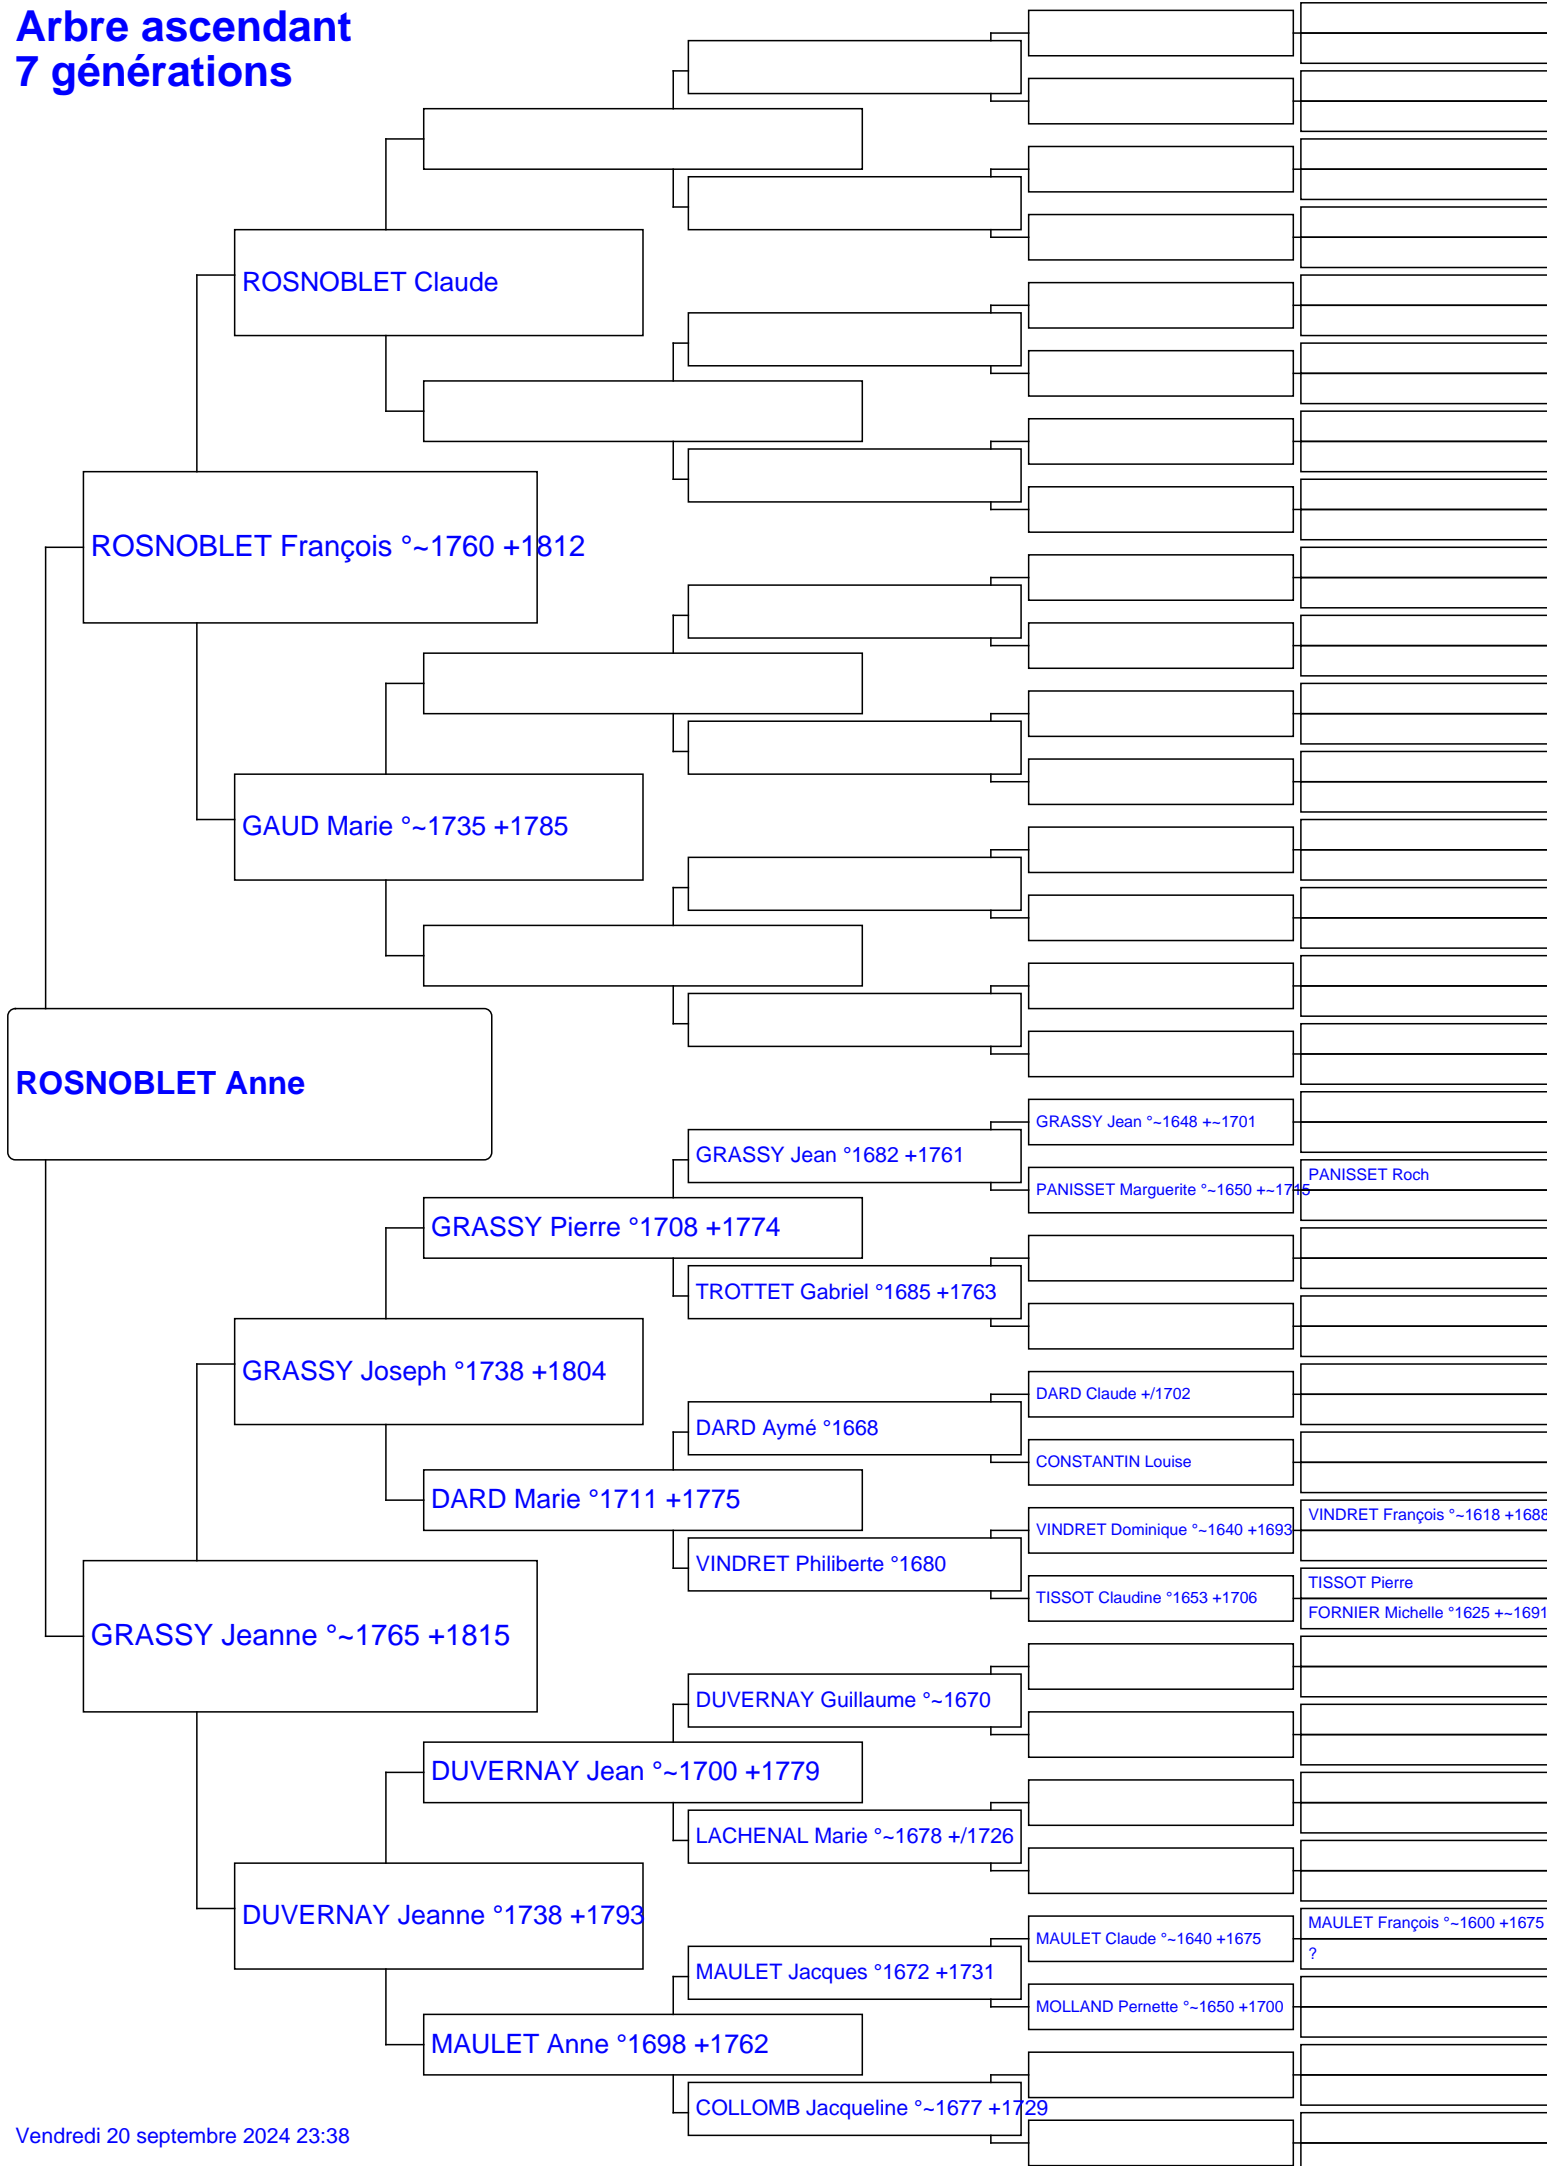 Arbre ascendant
7 générations
ROSNOBLET Claude
ROSNOBLET François °~1760 +1812
GAUD Marie °~1735 +1785
ROSNOBLET Anne
GRASSY Jean °~1648 +~1701
GRASSY Jean °1682 +1761
PANISSET Marguerite °~1650 +~1715
PANISSET Roch
GRASSY Pierre °1708 +1774
TROTTET Gabriel °1685 +1763
GRASSY Joseph °1738 +1804
DARD Claude +/1702
DARD Aymé °1668
CONSTANTIN Louise
DARD Marie °1711 +1775
VINDRET François °~1618 +1688
VINDRET Dominique °~1640 +1693
VINDRET Philiberte °1680
TISSOT Pierre
TISSOT Claudine °1653 +1706
FORNIER Michelle °1625 +~1691
GRASSY Jeanne °~1765 +1815
DUVERNAY Guillaume °~1670
DUVERNAY Jean °~1700 +1779
LACHENAL Marie °~1678 +/1726
DUVERNAY Jeanne °1738 +1793
MAULET François °~1600 +1675
MAULET Claude °~1640 +1675
?
MAULET Jacques °1672 +1731
MOLLAND Pernette °~1650 +1700
MAULET Anne °1698 +1762
COLLOMB Jacqueline °~1677 +1729
Vendredi 20 septembre 2024 23:38